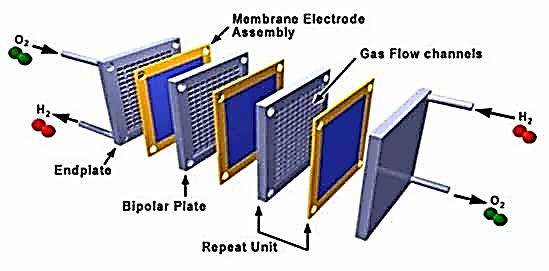 Membrane Electrode
Assembly
Gas Flow channels
O2
H2
Endplate
Bipolar Plate
Repeat Unit
H2
O2